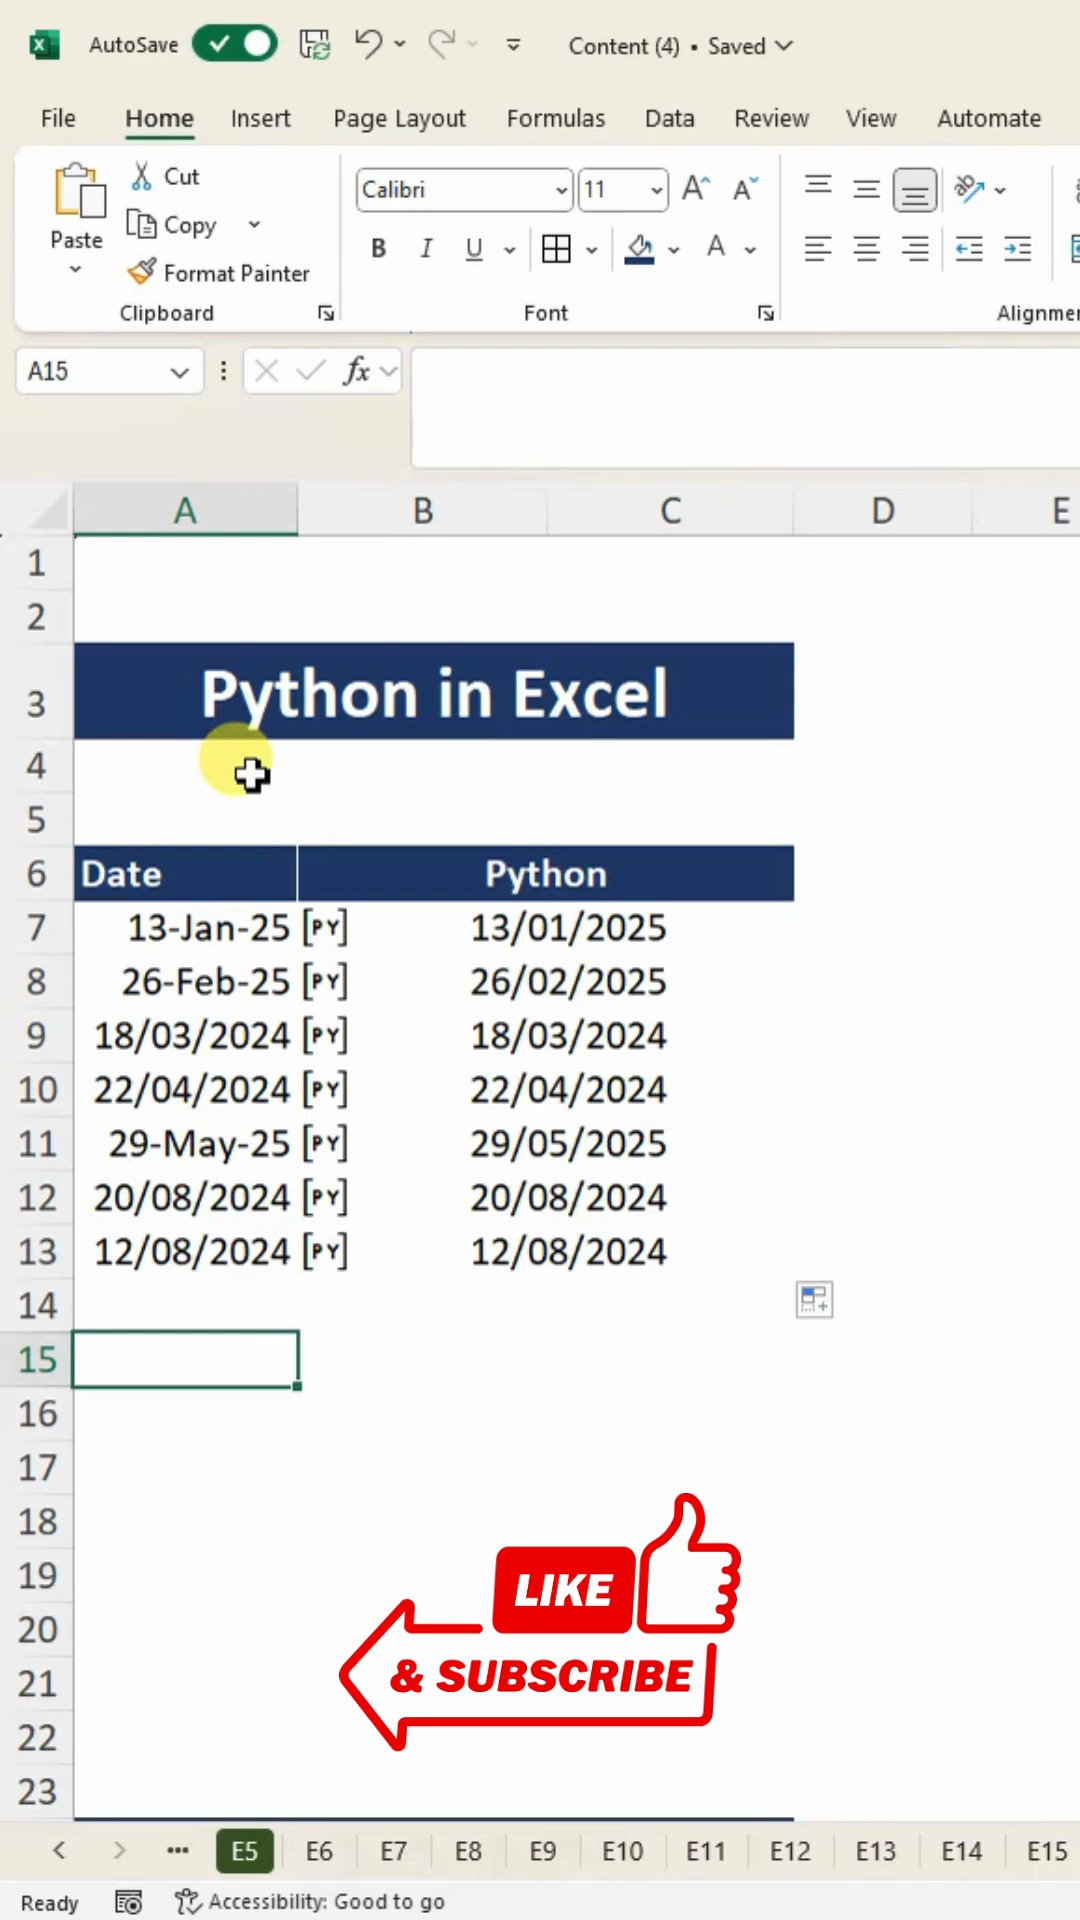 AutoSave Content (4) • Saved
File Home Insert Page Layout Formulas Data Review View Automate
Paste Cut Copy Format Painter
Calibri 11
B I U A
Clipboard Font Alignmen
A15 fx
A B C D E
1
2
3 Python in Excel
4
5
6 Date Python
7 13-Jan-25 [PY] 13/01/2025
8 26-Feb-25 [PY] 26/02/2025
9 18/03/2024 [PY] 18/03/2024
10 22/04/2024 [PY] 22/04/2024
11 29-May-25 [PY] 29/05/2025
12 20/08/2024 [PY] 20/08/2024
13 12/08/2024 [PY] 12/08/2024
14
15
16
17
18
19
20
21
22
23
LIKE
& SUBSCRIBE
... E5 E6 E7 E8 E9 E10 E11 E12 E13 E14 E15
Ready Accessibility: Good to go